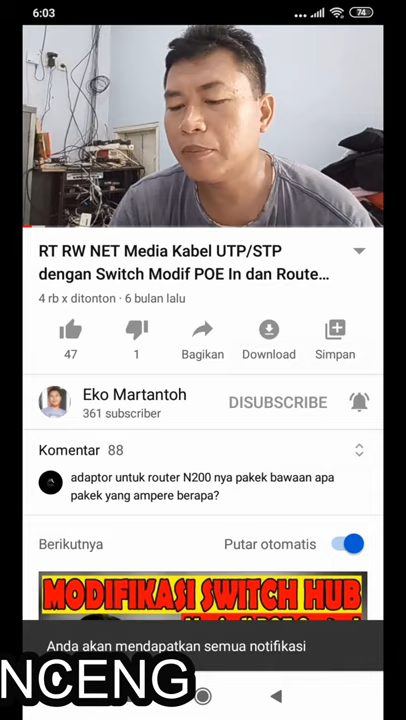 6:03
74
RT RW NET Media Kabel UTP/STP
dengan Switch Modif POE In dan Route...
4 rb x ditonton · 6 bulan lalu
47
1
Bagikan
Download
Simpan
Eko Martantoh
361 subscriber
DISUBSCRIBE
Komentar 88
adaptor untuk router N200 nya pakek bawaan apa
pakek yang ampere berapa?
Berikutnya
Putar otomatis
MODIFIKASI SWITCH HUB
Anda akan mendapatkan semua notifikasi
NCENG